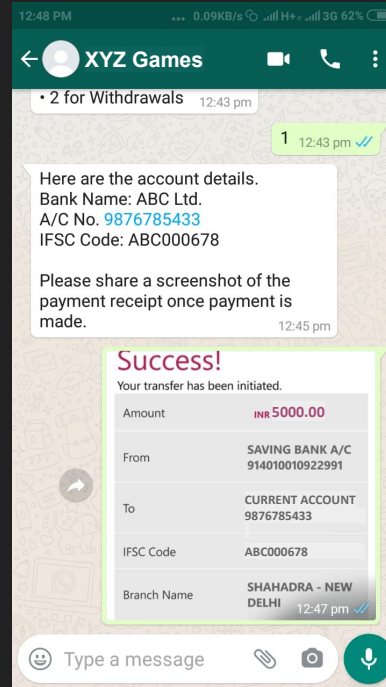 12:48 PM ... 0.09KB/s H+ 3G 62%
XYZ Games
• 2 for Withdrawals 12:43 pm
1 12:43 pm
Here are the account details.
Bank Name: ABC Ltd.
A/C No. 9876785433
IFSC Code: ABC000678
Please share a screenshot of the
payment receipt once payment is
made.
12:45 pm
Success!
Your transfer has been initiated.
Amount INR 5000.00
From SAVING BANK A/C
914010010922991
To CURRENT ACCOUNT
9876785433
IFSC Code ABC000678
Branch Name SHAHADRA - NEW
DELHI
12:47 pm
Type a message